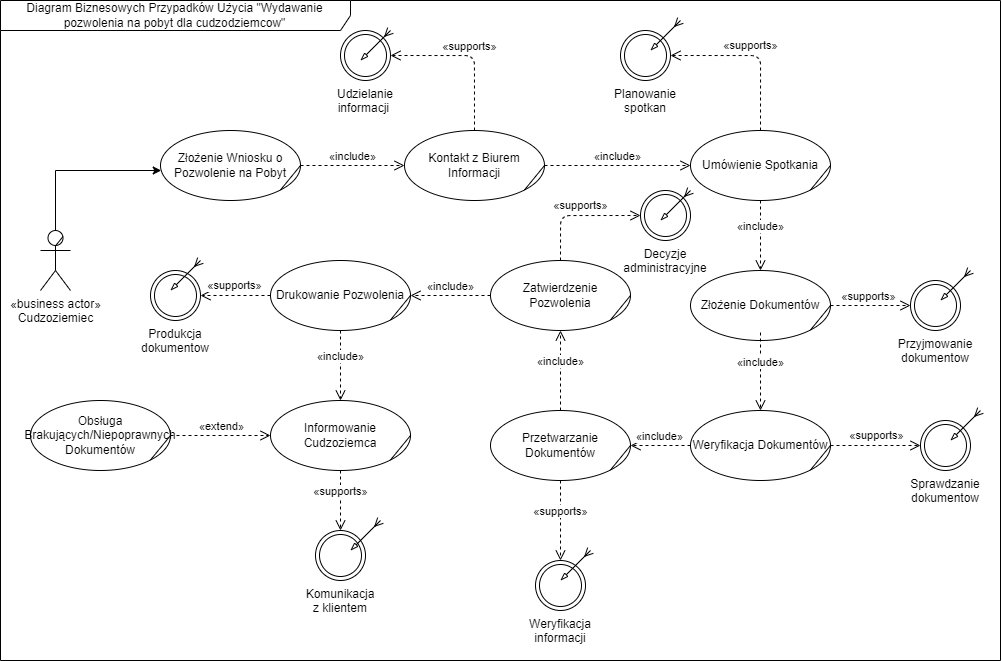 Diagram Biznesowych Przypadków Użycia "Wydawanie
pozwolenia na pobyt dla cudzodziemcow"
«supports»
«supports»
Udzielanie
informacji
Planowanie
spotkan
Złożenie Wniosku o
Pozwolenie na Pobyt
«include»
Kontakt z Biurem
Informacji
«include»
Umówienie Spotkania
«supports»
«include»
Decyzje
administracyjne
«business actor»
Cudzoziemiec
«supports»
Produkcja
dokumentow
Drukowanie Pozwolenia
«include»
Zatwierdzenie
Pozwolenia
Złożenie Dokumentów
«supports»
Przyjmowanie
dokumentow
«include»
«include»
«include»
Obsługa
Brakujących/Niepoprawnych
Dokumentów
«extend»
Informowanie
Cudzoziemca
Przetwarzanie
Dokumentów
«include»
Weryfikacja Dokumentów
«supports»
Sprawdzanie
dokumentow
«supports»
«supports»
Komunikacja
z klientem
Weryfikacja
informacji